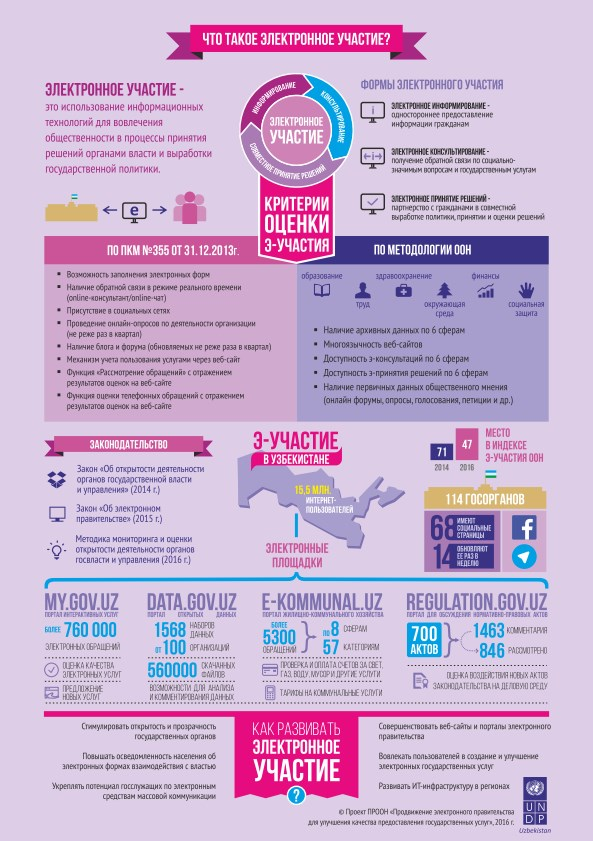 ЧТО ТАКОЕ ЭЛЕКТРОННОЕ УЧАСТИЕ?
ЭЛЕКТРОННОЕ УЧАСТИЕ -
это использование информационных
технологий для вовлечения
общественности в процессы принятия
решений органами власти и выработки
государственной политики.
e
ИНФОРМИРОВАНИЕ
КОНСУЛЬТИРОВАНИЕ
СОВМЕСТНОЕ ПРИНЯТИЕ РЕШЕНИЙ
ЭЛЕКТРОННОЕ
УЧАСТИЕ
ФОРМЫ ЭЛЕКТРОННОГО УЧАСТИЯ
i
ЭЛЕКТРОННОЕ ИНФОРМИРОВАНИЕ -
одностороннее предоставление
информации гражданам
i
ЭЛЕКТРОННОЕ КОНСУЛЬТИРОВАНИЕ -
получение обратной связи по социально-
значимым вопросам и государственным услугам
ЭЛЕКТРОННОЕ ПРИНЯТИЕ РЕШЕНИЙ -
партнерство с гражданами в совместной
выработке политики, принятии и оценки решений
КРИТЕРИИ
ОЦЕНКИ
Э-УЧАСТИЯ
ПО ПКМ №355 ОТ 31.12.2013г.
Возможность заполнения электронных форм
Наличие обратной связи в режиме реального времени
(online-консультант/online-чат)
Присутствие в социальных сетях
Проведение онлайн-опросов по деятельности организации
(не реже раз в квартал)
Наличие блога и форума (обновляемых не реже раза в квартал)
Механизм учета пользования услугами через веб-сайт
Функция «Рассмотрение обращений» с отражением
результатов оценок на веб-сайте
Функция оценки телефонных обращений с отражением
результатов оценок на веб-сайте
ПО МЕТОДОЛОГИИ ООН
образование
труд
здравоохранение
окружающая
среда
финансы
социальная
защита
Наличие архивных данных по 6 сферам
Многоязычность веб-сайтов
Доступность э-консультаций по 6 сферам
Доступность э-принятия решений по 6 сферам
Наличие первичных данных общественного мнения
(онлайн форумы, опросы, голосования, петиции и др.)
ЗАКОНОДАТЕЛЬСТВО
Закон «Об открытости деятельности
органов государственной власти
и управления» (2014 г.)
Закон «Об электронном
правительстве» (2015 г.)
Методика мониторинга и оценки
открытости деятельности органов
госвласти и управления (2016 г.)
Э-УЧАСТИЕ
В УЗБЕКИСТАНЕ
15,5 МЛН.
ИНТЕРНЕТ-
ПОЛЬЗОВАТЕЛЕЙ
ЭЛЕКТРОННЫЕ
ПЛОЩАДКИ
71
2014
47
2016
МЕСТО
В ИНДЕКСЕ
Э-УЧАСТИЯ ООН
114 ГОСОРГАНОВ
68 ИМЕЮТ
СОЦИАЛЬНЫЕ
СТРАНИЦЫ
14 ОБНОВЛЯЮТ
ЕЕ РАЗ В
НЕДЕЛЮ
MY.GOV.UZ
ПОРТАЛ ИНТЕРАКТИВНЫХ УСЛУГ
БОЛЕЕ 760 000
ЭЛЕКТРОННЫХ ОБРАЩЕНИЙ
ОЦЕНКА КАЧЕСТВА
ЭЛЕКТРОННЫХ УСЛУГ
ПРЕДЛОЖЕНИЕ
НОВЫХ УСЛУГ
DATA.GOV.UZ
ПОРТАЛ ОТКРЫТЫХ ДАННЫХ
1568 НАБОРОВ
ДАННЫХ
ОТ 100 ОРГАНИЗАЦИЙ
560000 СКАЧАННЫХ
ФАЙЛОВ
ВОЗМОЖНОСТИ ДЛЯ АНАЛИЗА
И КОММЕНТИРОВАНИЯ ДАННЫХ
E-KOMMUNAL.UZ
ПОРТАЛ ЖИЛИЩНО-КОММУНАЛЬНОГО ХОЗЯЙСТВА
БОЛЕЕ
5300
ОБРАЩЕНИЙ
ПО 8 СФЕРАМ
57 КАТЕГОРИЯМ
ПРОВЕРКА И ОПЛАТА СЧЕТОВ ЗА СВЕТ,
ГАЗ, ВОДУ, МУСОР И ДРУГИЕ УСЛУГИ
ТАРИФЫ НА КОММУНАЛЬНЫЕ УСЛУГИ
REGULATION.GOV.UZ
ПОРТАЛ ДЛЯ ОБСУЖДЕНИЯ НОРМАТИВНО-ПРАВОВЫХ АКТОВ
700
АКТОВ
1463 КОММЕНТАРИЯ
846 РАССМОТРЕНО
ОЦЕНКА ВОЗДЕЙСТВИЯ НОВЫХ АКТОВ
ЗАКОНОДАТЕЛЬСТВА НА ДЕЛОВУЮ СРЕДУ
КАК РАЗВИВАТЬ
ЭЛЕКТРОННОЕ
УЧАСТИЕ
?
Стимулировать открытость и прозрачность
государственных органов
Повышать осведомленность населения об
электронных формах взаимодействия с властью
Укреплять потенциал госслужащих по электронным
средствам массовой коммуникации
Совершенствовать веб-сайты и порталы электронного
правительства
Вовлекать пользователей в создание и улучшение
электронных государственных услуг
Развивать ИТ-инфраструктуру в регионах
© Проект ПРООН «Продвижение электронного правительства
для улучшения качества предоставления государственных услуг», 2016 г.
U N
D P
Uzbekistan